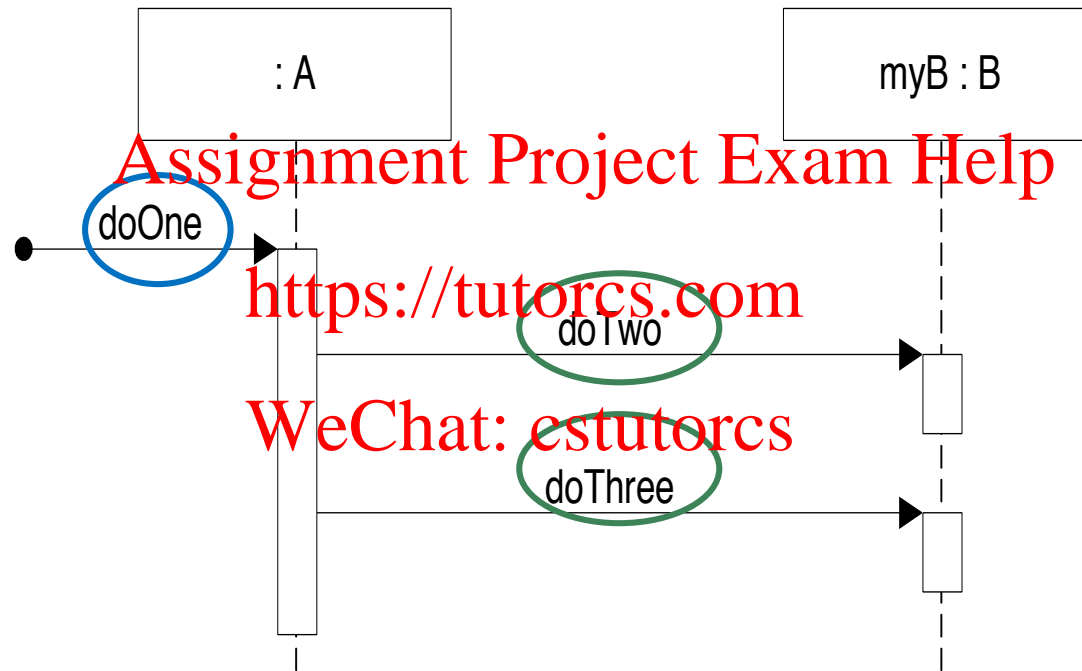 : A
myB : B
Assignment Project Exam Help
doOne
https://tutorcs.com
doTwo
WeChat: cstutorcs
doThree